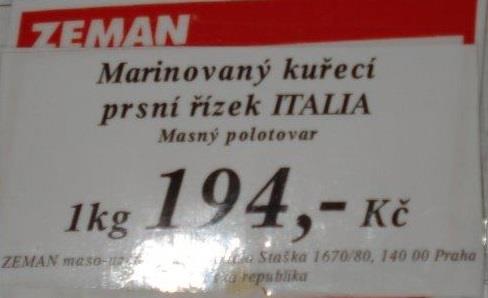 ZEMAN
Marinovaný kuřecí
prsní řízek ITALIA
Masný polotovar
1kg 194,- Kč
ZEMAN Staška 1670/80, 140 00 Praha
republika